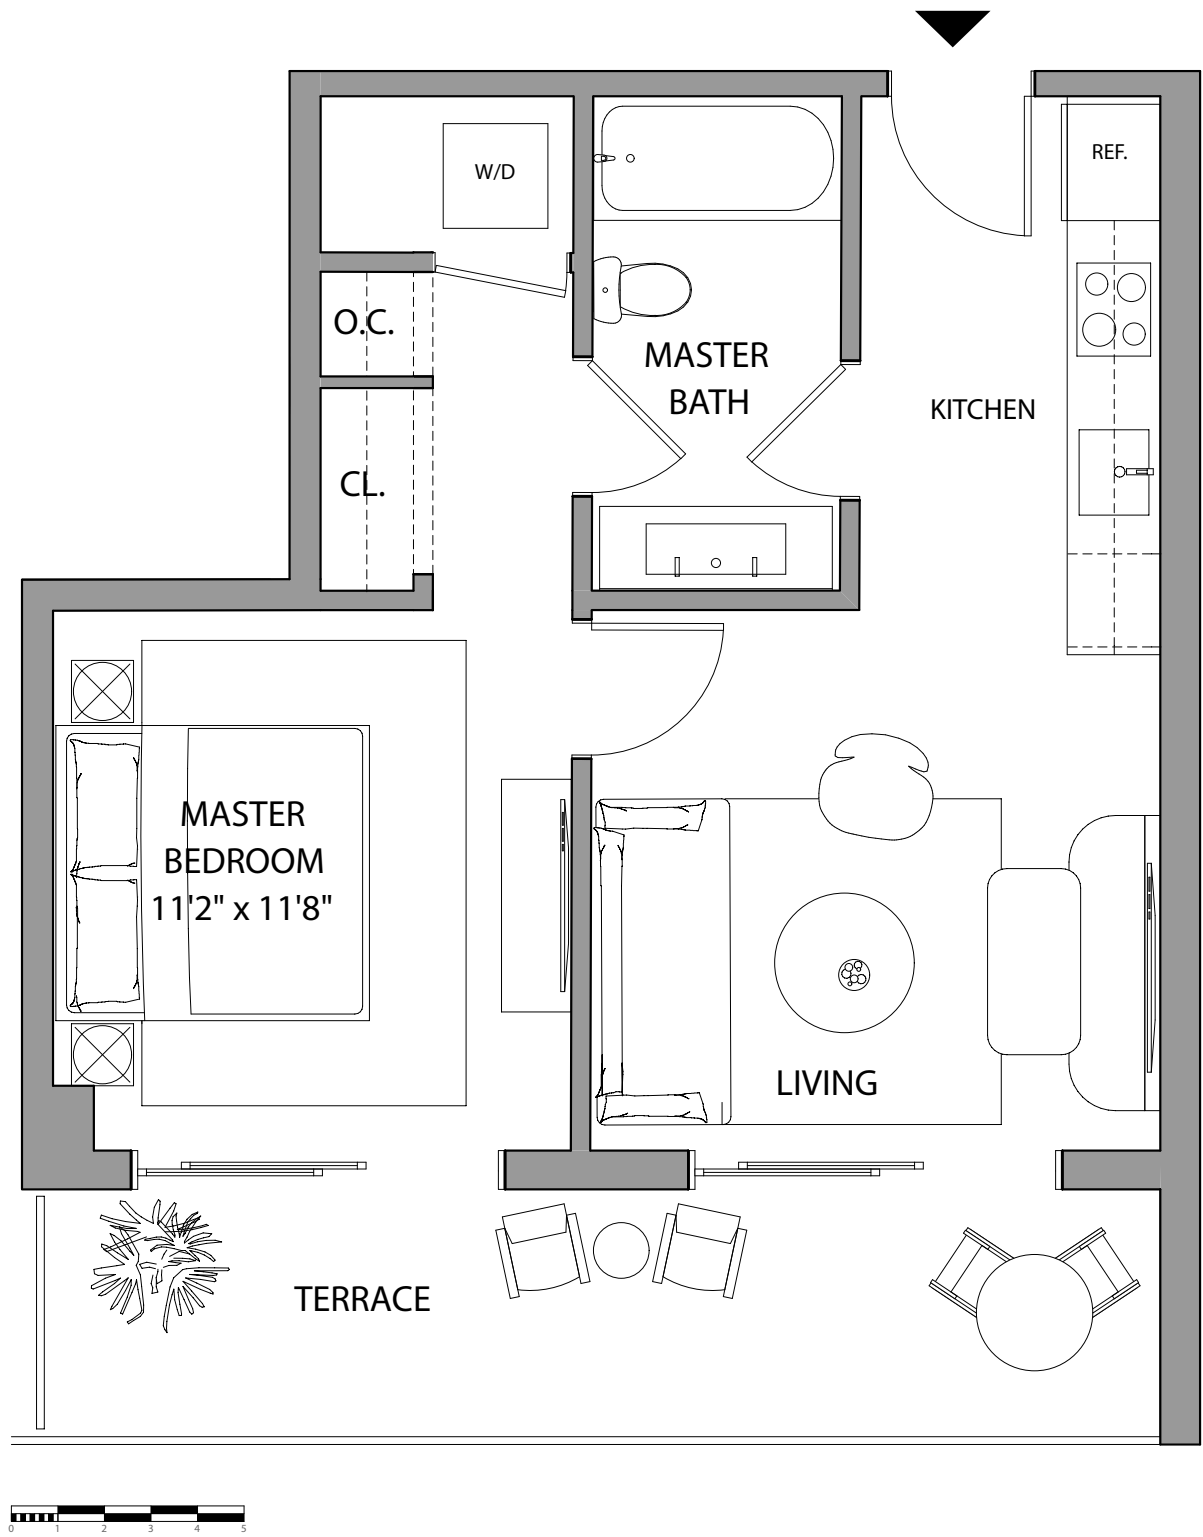 W/D
REF.
O.C.
MASTER
BATH
KITCHEN
CL.
MASTER
BEDROOM
11'2" x 11'8"
LIVING
TERRACE
0 1 2 3 4 5